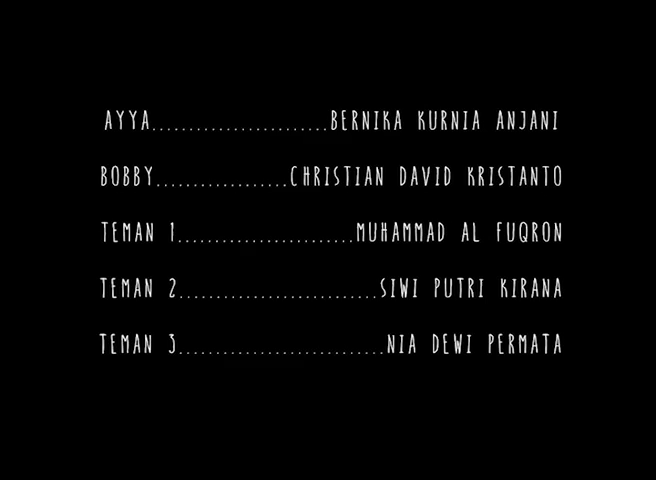 AYYA........................BERNIKA KURNIA ANJANI
BOBBY..................CHRISTIAN DAVID KRISTANTO
TEMAN 1........................MUHAMMAD AL FUQRON
TEMAN 2...........................SIWI PUTRI KIRANA
TEMAN 3............................NIA DEWI PERMATA